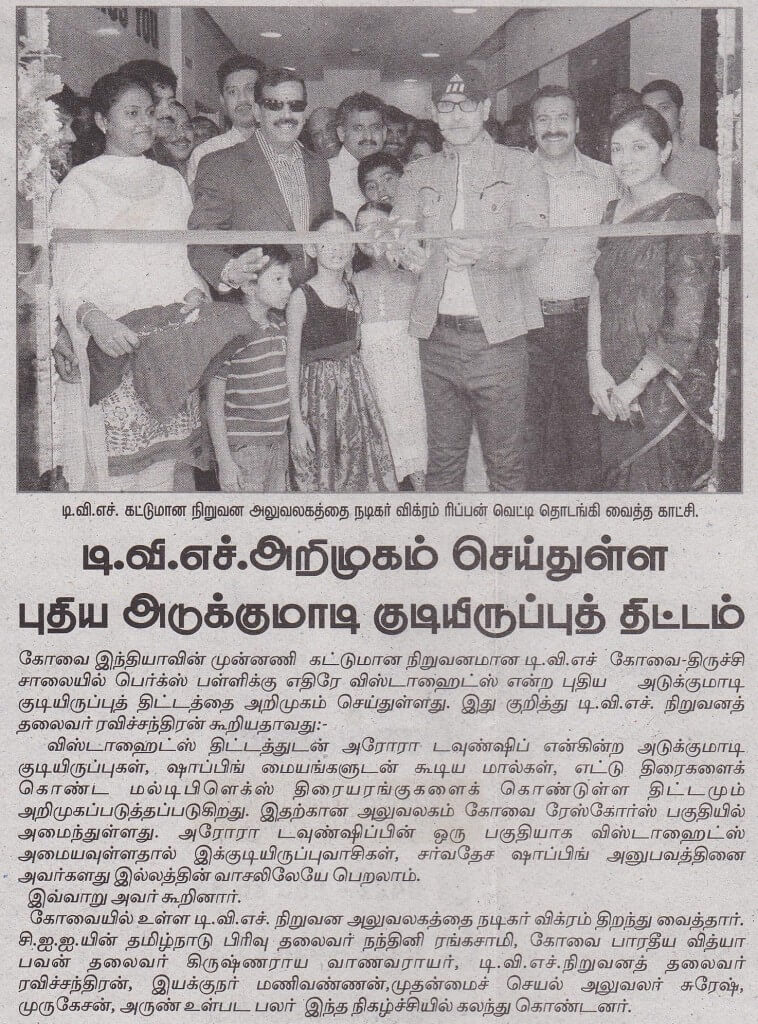 டி.வி.எச். கட்டுமான நிறுவன அலுவலகத்தை நடிகர் விக்ரம் ரிப்பன் வெட்டி தொடங்கி வைத்த காட்சி.
டி.வி.எச்.அறிமுகம் செய்துள்ள
புதிய அடுக்குமாடி குடியிருப்புத் திட்டம்
கோவை இந்தியாவின் முன்னணி கட்டுமான நிறுவனமான டி.வி.எச் கோவை-திருச்சி
சாலையில் பெர்க்ஸ் பள்ளிக்கு எதிரே விஸ்டாஹைட்ஸ் என்ற புதிய அடுக்குமாடி
குடியிருப்புத் திட்டத்தை அறிமுகம் செய்துள்ளது. இது குறித்து டி.வி.எச். நிறுவனத்
தலைவர் ரவிச்சந்திரன் கூறியதாவது:-
விஸ்டாஹைட்ஸ் திட்டத்துடன் அரோரா டவுண்ஷிப் என்கின்ற அடுக்குமாடி
குடியிருப்புகள், ஷாப்பிங் மையங்களுடன் கூடிய மால்கள், எட்டு திரைகளைக்
கொண்ட மல்டிபிளெக்ஸ் திரையரங்குகளைக் கொண்டுள்ள திட்டமும்
அறிமுகப்படுத்தப்படுகிறது. இதற்கான அலுவலகம் கோவை ரேஸ்கோர்ஸ் பகுதியில்
அமைந்துள்ளது. அரோரா டவுண்ஷிப்பின் ஒரு பகுதியாக விஸ்டாஹைட்ஸ்
அமையவுள்ளதால் இக்குடியிருப்புவாசிகள், சர்வதேச ஷாப்பிங் அனுபவத்தினை
அவர்களது இல்லத்தின் வாசலிலேயே பெறலாம்.
இவ்வாறு அவர் கூறினார்.
கோவையில் உள்ள டி.வி.எச். நிறுவன அலுவலகத்தை நடிகர் விக்ரம் திறந்து வைத்தார்.
சி.ஐ.ஐ.யின் தமிழ்நாடு பிரிவு தலைவர் நந்தினி ரங்கசாமி, கோவை பாரதீய வித்யா
பவன் தலைவர் கிருஷ்ணராய வாணவராயர், டி.வி.எச்.நிறுவனத் தலைவர்
ரவிச்சந்திரன், இயக்குநர் மணிவண்ணன்,முதன்மைச் செயல் அலுவலர் சுரேஷ்,
முருகேசன், அருண் உள்பட பலர் இந்த நிகழ்ச்சியில் கலந்து கொண்டனர்.